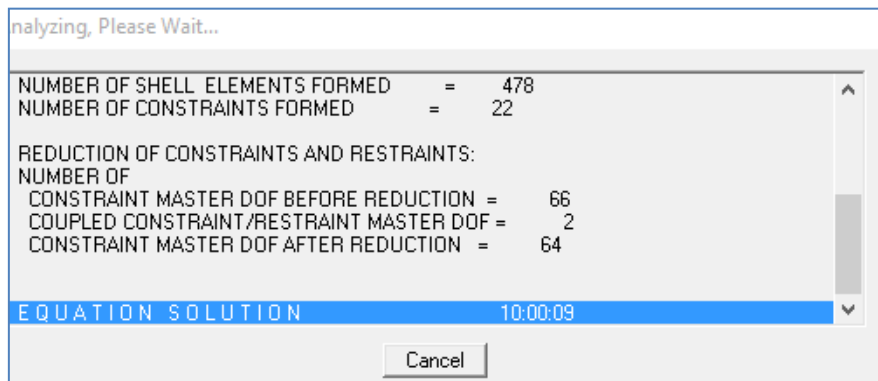 nalyzing, Please Wait...
NUMBER OF SHELL ELEMENTS FORMED = 478
NUMBER OF CONSTRAINTS FORMED = 22
REDUCTION OF CONSTRAINTS AND RESTRAINTS:
NUMBER OF
CONSTRAINT MASTER DOF BEFORE REDUCTION = 66
COUPLED CONSTRAINT/RESTRAINT MASTER DOF = 2
CONSTRAINT MASTER DOF AFTER REDUCTION = 64
E Q U A T I O N   S O L U T I O N   10:00:09
Cancel